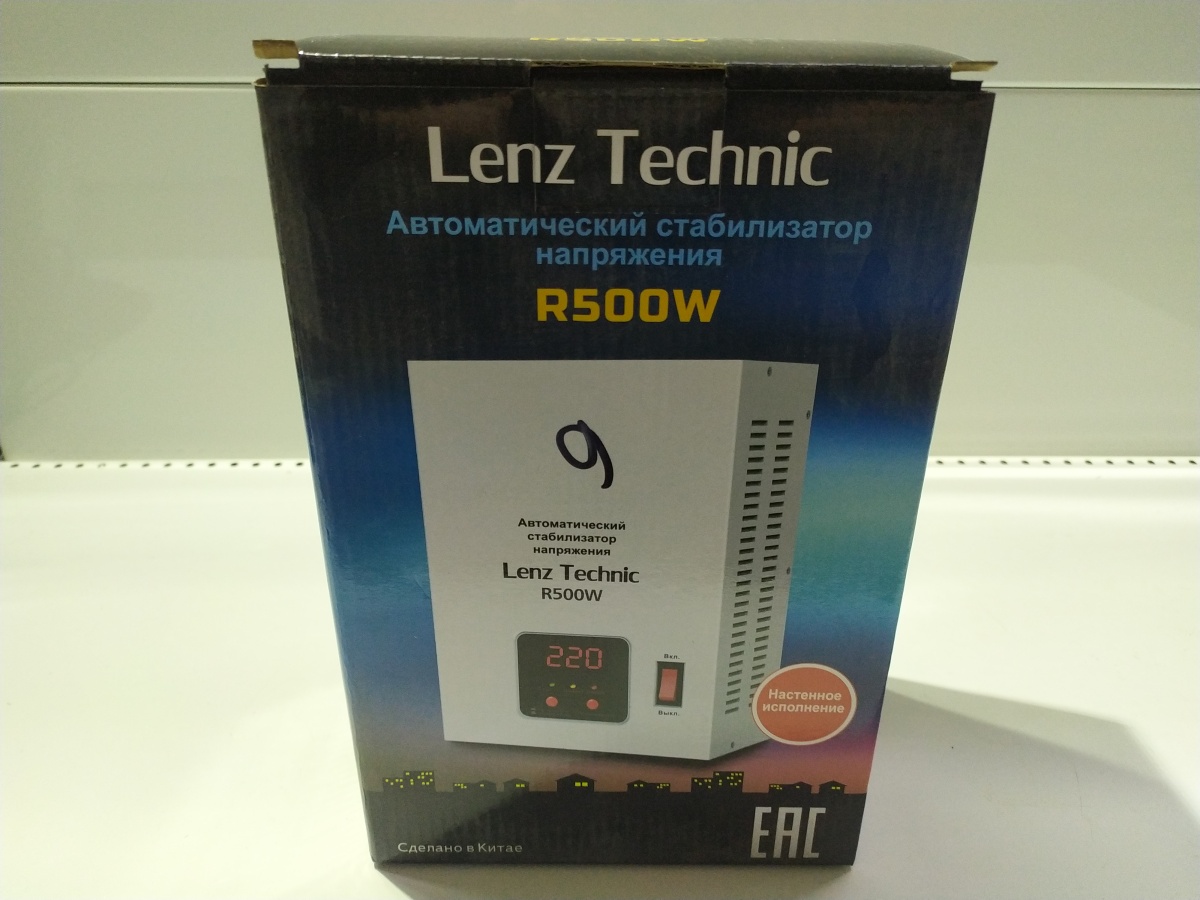 Lenz Technic
Автоматический стабилизатор
напряжения
R500W
9
Автоматический
стабилизатор
напряжения
Lenz Technic
R500W
220
Вкл.
Выкл.
Настенное
исполнение
EAC
Сделано в Китае